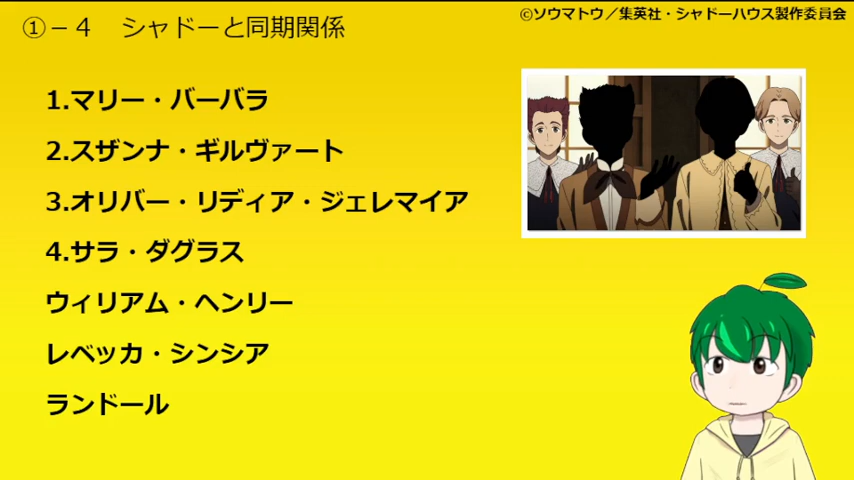 ①－４　シャドーと同期関係
©ソウマトウ／集英社・シャドーハウス製作委員会
1.マリー・バーバラ
2.スザンナ・ギルヴァート
3.オリバー・リディア・ジェレマイア
4.サラ・ダグラス
ウィリアム・ヘンリー
レベッカ・シンシア
ランドール